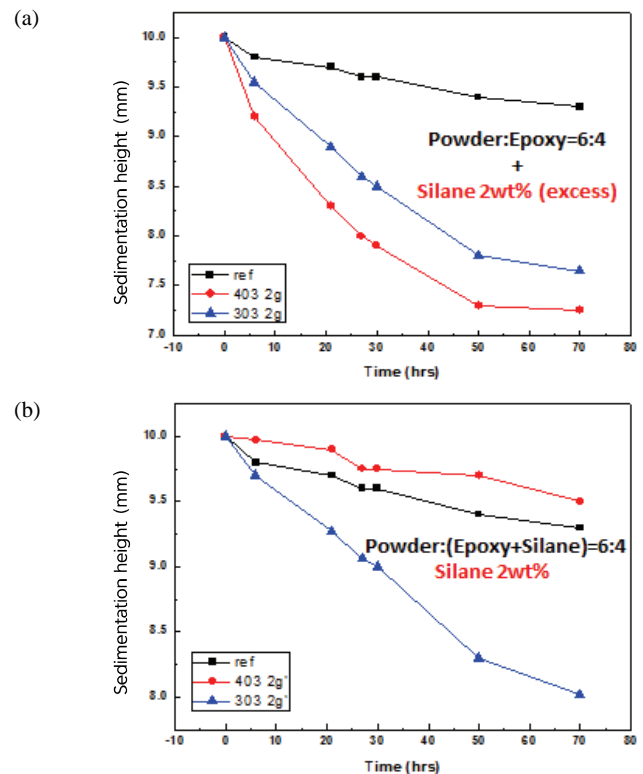 (a)
10.0
9.5
9.0
8.5
8.0
7.5
7.0
Sedimentation height (mm)
Powder:Epoxy=6:4
+
Silane 2wt% (excess)
ref
403 2g
303 2g
-10 0 10 20 30 40 50 60 70 80
Time (hrs)
(b)
10.0
9.5
9.0
8.5
8.0
Sedimentation height (mm)
Powder:(Epoxy+Silane)=6:4
Silane 2wt%
ref
403 2g'
303 2g'
-10 0 10 20 30 40 50 60 70 80
Time (hrs)